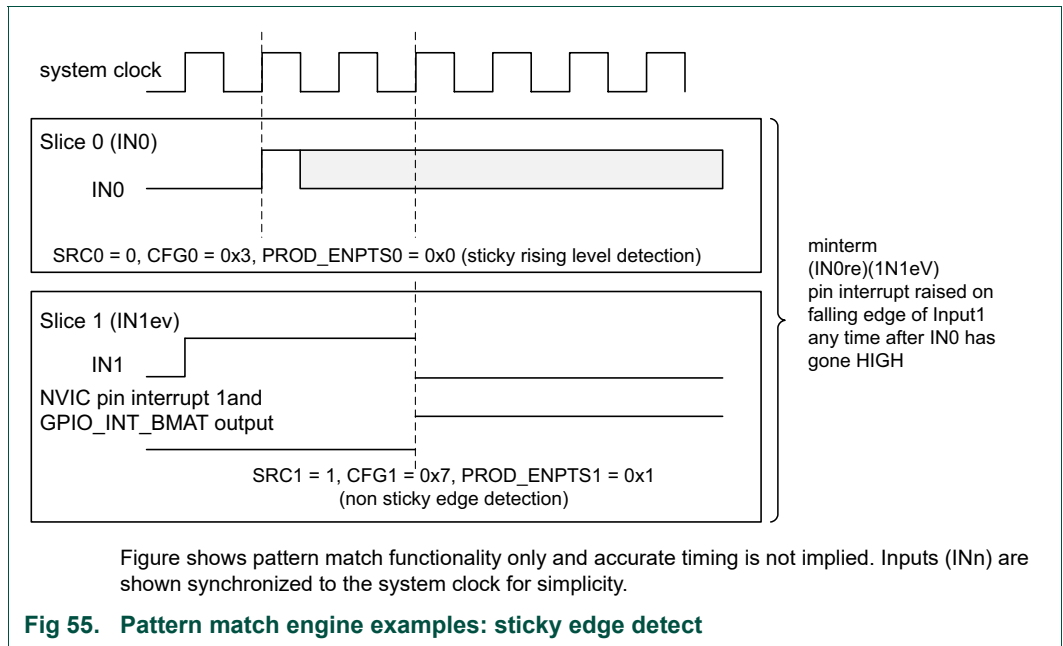 system clock
Slice 0 (IN0)
IN0
SRC0 = 0, CFG0 = 0x3, PROD_ENPTS0 = 0x0 (sticky rising level detection)
Slice 1 (IN1ev)
IN1
NVIC pin interrupt 1and
GPIO_INT_BMAT output
SRC1 = 1, CFG1 = 0x7, PROD_ENPTS1 = 0x1
(non sticky edge detection)
minterm
(IN0re)(1N1eV)
pin interrupt raised on
falling edge of Input1
any time after IN0 has
gone HIGH
Figure shows pattern match functionality only and accurate timing is not implied. Inputs (INn) are
shown synchronized to the system clock for simplicity.
Fig 55. Pattern match engine examples: sticky edge detect